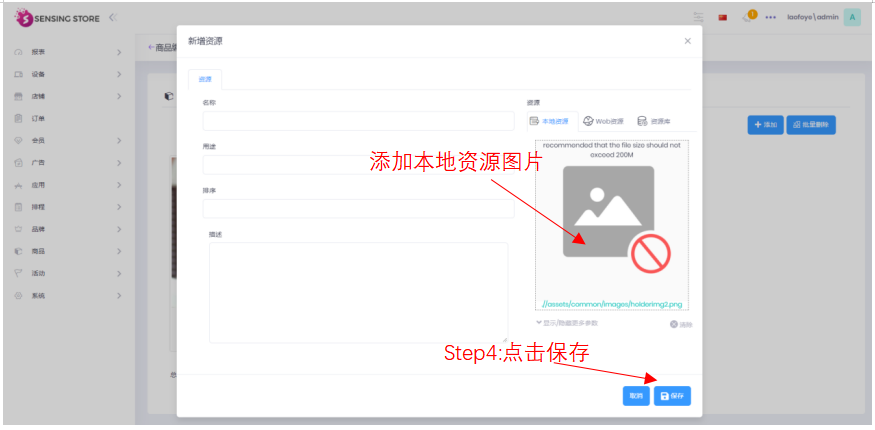 SENSING STORE
1
laofeye\admin
A
报表
设备
店铺
订单
会员
广告
应用
排程
品牌
商品
活动
系统
添加
批量删除
新增资源
资源
名称
用途
排序
描述
资源
本地资源
Web资源
资源库
recommended that the file size should not
exceed 200M
添加本地资源图片
//assets/common/images/holderimg2.png
显示/隐藏更多参数
清除
Step4:点击保存
取消
保存